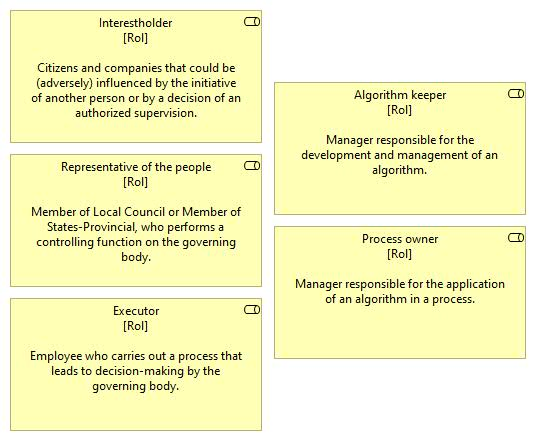 Interestholder
[Rol]
Citizens and companies that could be
(adversely) influenced by the initiative
of another person or by a decision of an
authorized supervision.
Representative of the people
[Rol]
Member of Local Council or Member of
States-Provincial, who performs a
controlling function on the governing
body.
Executor
[Rol]
Employee who carries out a process that
leads to decision-making by the
governing body.
Algorithm keeper
[Rol]
Manager responsible for the
development and management of an
algorithm.
Process owner
[Rol]
Manager responsible for the application
of an algorithm in a process.